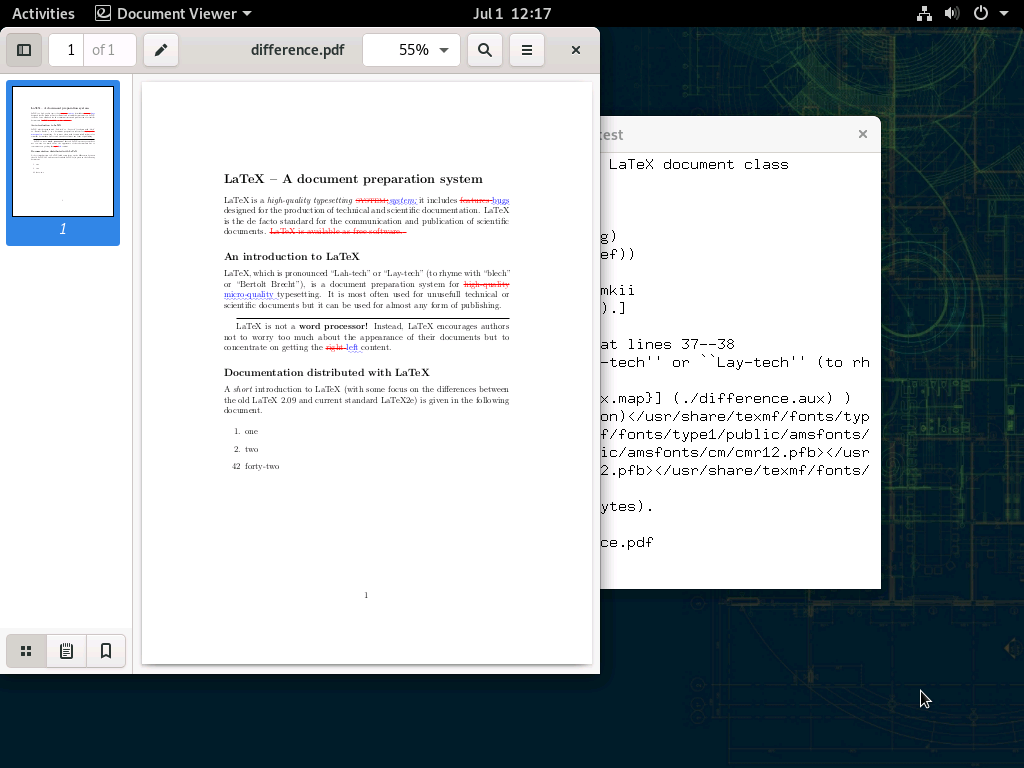 Activities Document Viewer Jul 1 12:17
1 of 1 difference.pdf 55%
1
LaTeX – A document preparation system
LaTeX is a high-quality typesetting SYSTEM system; it includes features bugs
designed for the production of technical and scientific documentation. LaTeX
is the de facto standard for the communication and publication of scientific
documents. LaTeX is available as free software.
An introduction to LaTeX
LaTeX, which is pronounced “Lah-tech” or “Lay-tech” (to rhyme with “blech”
or “Bertolt Brecht”), is a document preparation system for high-quality
micro-quality typesetting. It is most often used for unusefull technical or
scientific documents but it can be used for almost any form of publishing.
LaTeX is not a word processor! Instead, LaTeX encourages authors
not to worry too much about the appearance of their documents but to
concentrate on getting the right left content.
Documentation distributed with LaTeX
A short introduction to LaTeX (with some focus on the differences between
the old LaTeX 2.09 and current standard LaTeX2e) is given in the following
document.
1. one
2. two
42 forty-two
1
test
LaTeX document class
g)
ef))
mkii
).]
at lines 37--38
-tech'' or ``Lay-tech'' (to rh
x.map}] (./difference.aux) )
on)</usr/share/texmf/fonts/typ
f/fonts/type1/public/amsfonts/
ic/amsfonts/cm/cmr12.pfb></usr
2.pfb></usr/share/texmf/fonts/
ytes).
ce.pdf